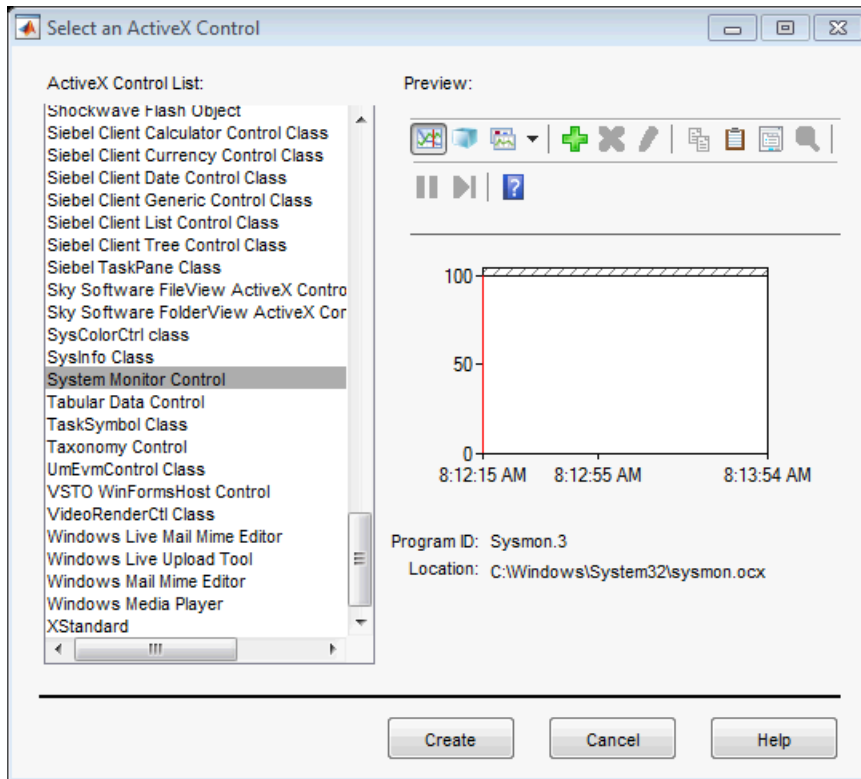 Select an ActiveX Control
ActiveX Control List:
Shockwave Flash Object
Siebel Client Calculator Control Class
Siebel Client Currency Control Class
Siebel Client Date Control Class
Siebel Client Generic Control Class
Siebel Client List Control Class
Siebel Client Tree Control Class
Siebel TaskPane Class
Sky Software FileView ActiveX Contro
Sky Software FolderView ActiveX Cor
SysColorCtrl class
SysInfo Class
System Monitor Control
Tabular Data Control
TaskSymbol Class
Taxonomy Control
UmEvmControl Class
VSTO WinFormsHost Control
VideoRenderCtl Class
Windows Live Mail Mime Editor
Windows Live Upload Tool
Windows Mail Mime Editor
Windows Media Player
XStandard
Preview:
?
100
50
0
8:12:15 AM 8:12:55 AM 8:13:54 AM
Program ID: Sysmon.3
Location: C:\Windows\System32\sysmon.ocx
Create Cancel Help